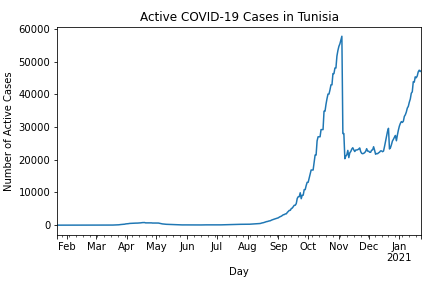 Active COVID-19 Cases in Tunisia
Number of Active Cases
60000
50000
40000
30000
20000
10000
0
Feb Mar Apr May Jun Jul Aug Sep Oct Nov Dec Jan
2021
Day